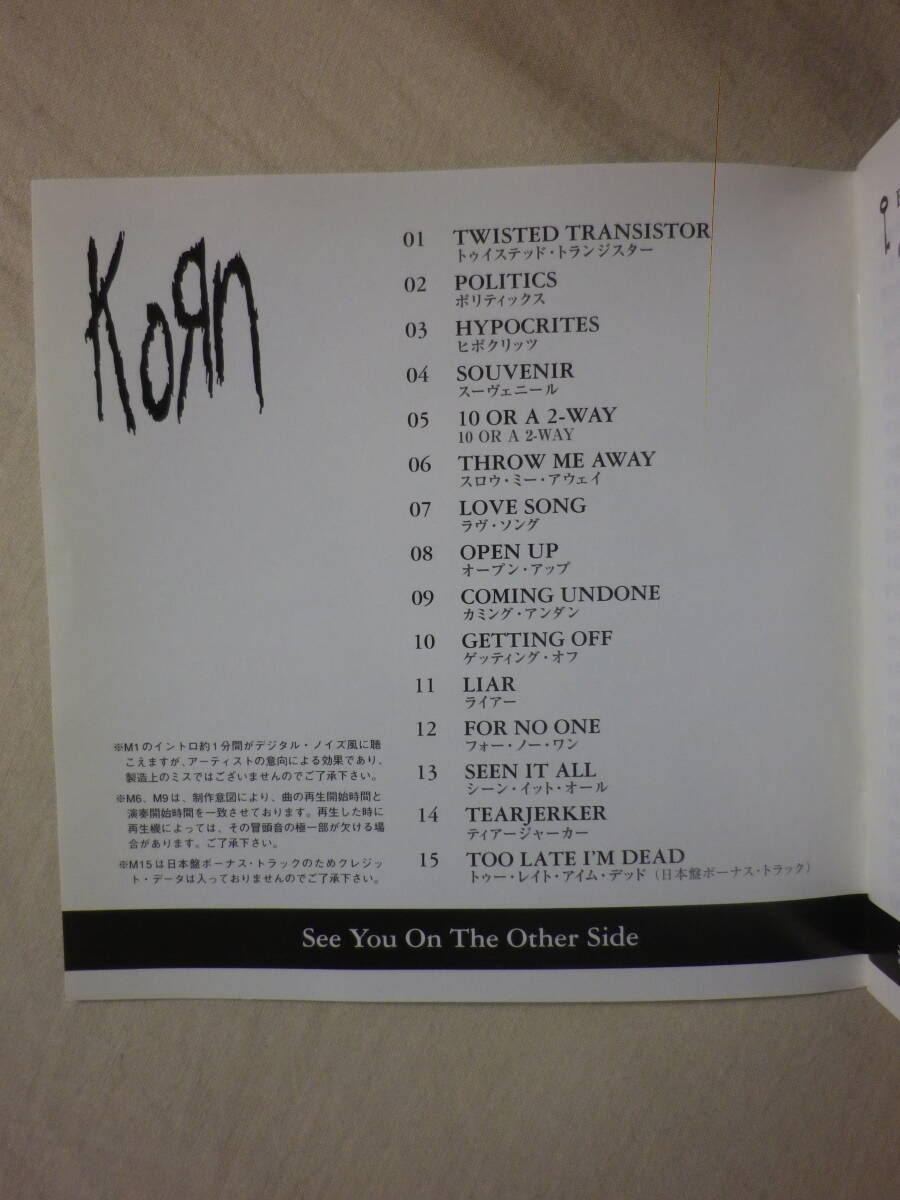 KoЯn
01 TWISTED TRANSISTOR
トゥイステッド・トランジスター
02 POLITICS
ポリティックス
03 HYPOCRITES
ヒポクリッツ
04 SOUVENIR
スーヴェニール
05 10 OR A 2-WAY
10 OR A 2-WAY
06 THROW ME AWAY
スロウ・ミー・アウェイ
07 LOVE SONG
ラヴ・ソング
08 OPEN UP
オープン・アップ
09 COMING UNDONE
カミング・アンダン
10 GETTING OFF
ゲッティング・オフ
11 LIAR
ライアー
12 FOR NO ONE
フォー・ノー・ワン
13 SEEN IT ALL
シーン・イット・オール
14 TEARJERKER
ティアージャーカー
15 TOO LATE I'M DEAD
トゥー・レイト・アイム・デッド（日本盤ボーナス・トラック）
※M1のイントロ約1分間がデジタル・ノイズ風に聴
こえますが、アーティストの意向による効果であり、
製造上のミスではございませんのでご了承下さい。
※M6、M9は、制作意図により、曲の再生開始時間と
演奏開始時間を一致させております。再生した時に
再生機によっては、その冒頭音の極一部が欠ける場
合があります。ご了承下さい。
※M15は日本盤ボーナス・トラックのためクレジッ
ト・データは入っておりませんのでご了承下さい。
See You On The Other Side